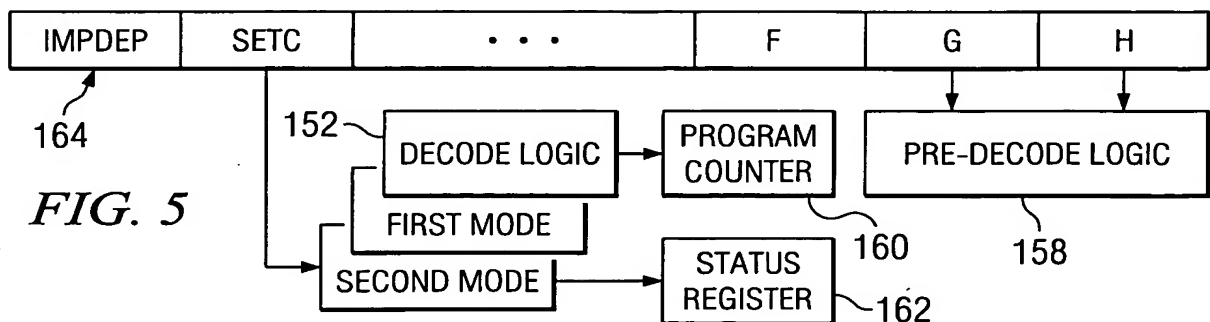 IMPDEP SETC . . . F G H
164
152
DECODE LOGIC
PROGRAM
COUNTER
PRE-DECODE LOGIC
FIG. 5
FIRST MODE
160
158
SECOND MODE
STATUS
REGISTER
162